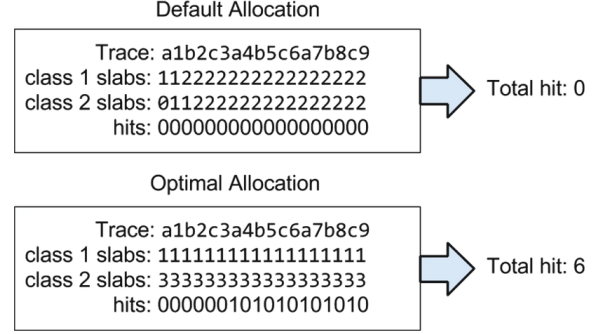 Default Allocation
Trace: a1b2c3a4b5c6a7b8c9
class 1 slabs: 112222222222222222
class 2 slabs: 011222222222222222
hits: 000000000000000000
Total hit: 0
Optimal Allocation
Trace: a1b2c3a4b5c6a7b8c9
class 1 slabs: 111111111111111111
class 2 slabs: 333333333333333333
hits: 000000101010101010
Total hit: 6